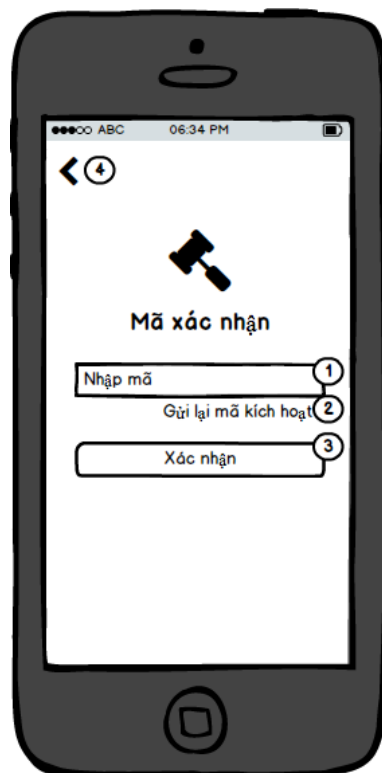 ABC 06:34 PM
4
Mã xác nhận
Nhập mã 1
Gửi lại mã kích hoạt 2
Xác nhận 3